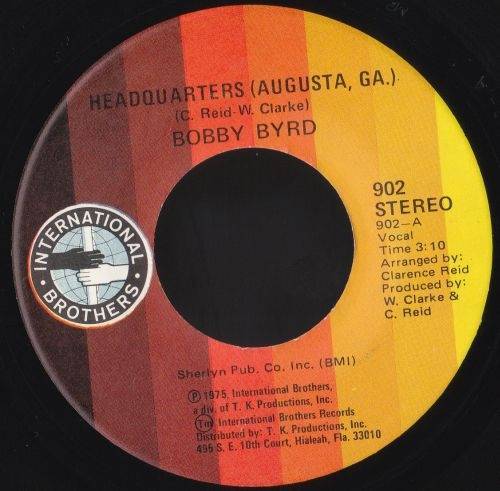 HEADQUARTERS (AUGUSTA, GA.)
(C. Reid-W. Clarke)
BOBBY BYRD
902
STEREO
902-A
Vocal
Time 3:10
Arranged by:
Clarence Reid
Produced by:
W. Clarke &
C. Reid
INTERNATIONAL
BROTHERS
Sherlyn Pub. Co. Inc. (BMI)
Ⓟ 1975, International Brothers,
a div. of T. K. Productions, Inc.
Tm International Brothers Records
Distributed by: T. K. Productions, Inc.
495 S. E. 10th Court, Hialeah, Fla. 33010